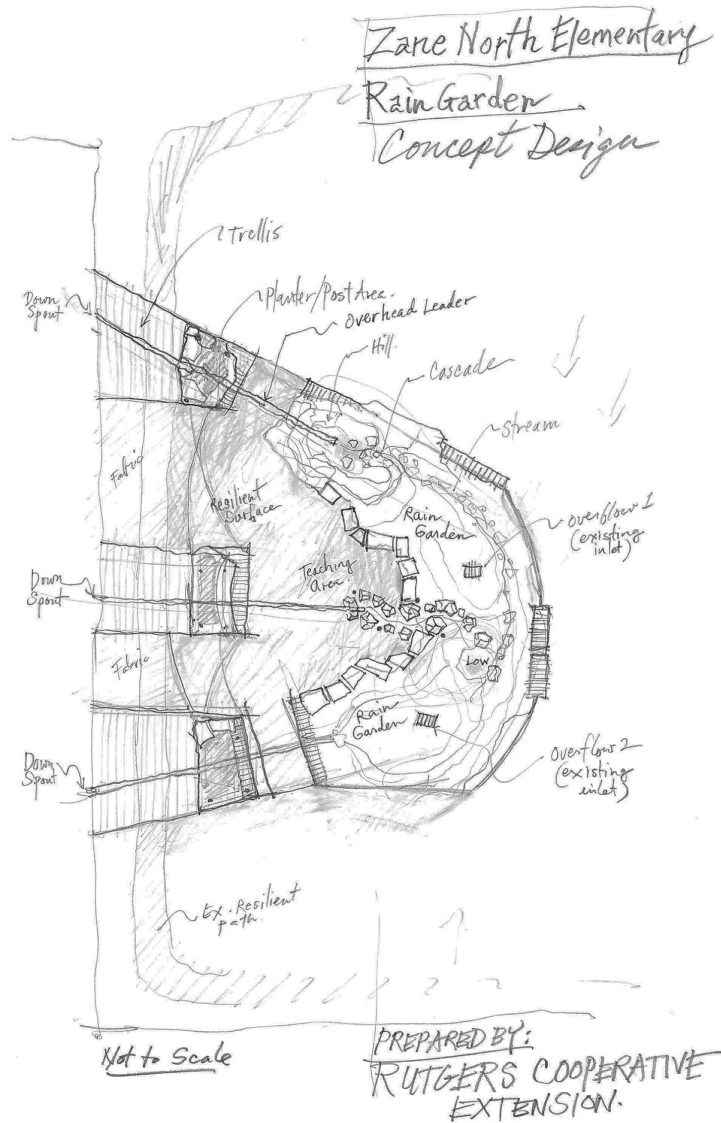 Zane North Elementary
Rain Garden
Concept Design
Trellis
Down
Spout
Planter/Post Area.
Overhead Leader
Hill
Cascade
Stream
Fabric
Resilient
Surface
Rain
Garden
Overflow 1
(existing
inlet)
Teaching
Area
Down
Spout
Fabric
Low
Rain
Garden
Down
Spout
Overflow 2
(existing
inlet)
Ex. Resilient
path.
Not to Scale
PREPARED BY:
RUTGERS COOPERATIVE
EXTENSION.